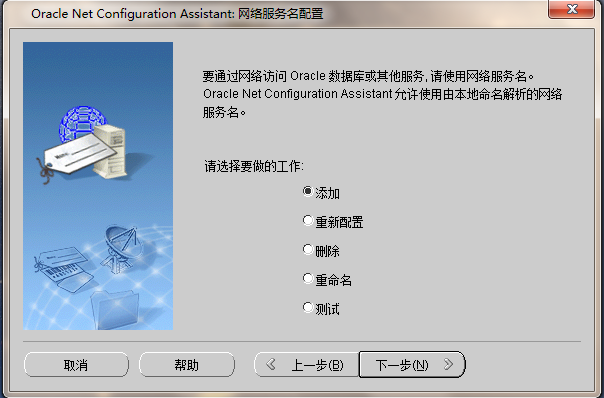 Oracle Net Configuration Assistant: 网络服务名配置
要通过网络访问 Oracle 数据库或其他服务, 请使用网络服务名。
Oracle Net Configuration Assistant 允许使用由本地命名解析的网络
服务名。
请选择要做的工作:
添加
重新配置
删除
重命名
测试
取消
帮助
上一步(B)
下一步(N)